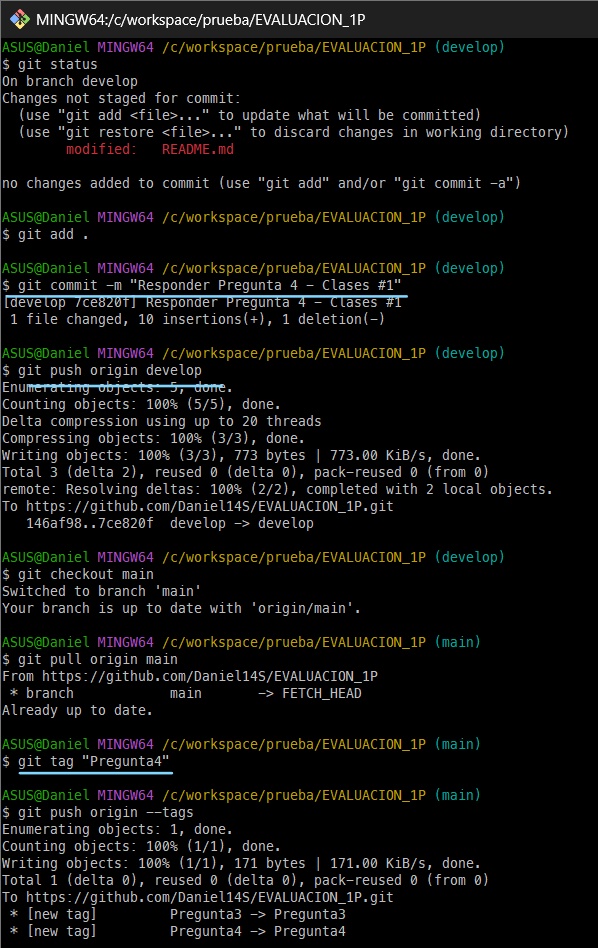 MINGW64:/c/workspace/prueba/EVALUACION_1P
ASUS@Daniel MINGW64 /c/workspace/prueba/EVALUACION_1P (develop)
$ git status
On branch develop
Changes not staged for commit:
  (use "git add <file>..." to update what will be committed)
  (use "git restore <file>..." to discard changes in working directory)
        modified:   README.md

no changes added to commit (use "git add" and/or "git commit -a")

ASUS@Daniel MINGW64 /c/workspace/prueba/EVALUACION_1P (develop)
$ git add .

ASUS@Daniel MINGW64 /c/workspace/prueba/EVALUACION_1P (develop)
$ git commit -m "Responder Pregunta 4 - Clases #1"
[develop 7ce820f] Responder Pregunta 4 - Clases #1
 1 file changed, 10 insertions(+), 1 deletion(-)

ASUS@Daniel MINGW64 /c/workspace/prueba/EVALUACION_1P (develop)
$ git push origin develop
Enumerating objects: 5, done.
Counting objects: 100% (5/5), done.
Delta compression using up to 20 threads
Compressing objects: 100% (3/3), done.
Writing objects: 100% (3/3), 773 bytes | 773.00 KiB/s, done.
Total 3 (delta 2), reused 0 (delta 0), pack-reused 0 (from 0)
remote: Resolving deltas: 100% (2/2), completed with 2 local objects.
To https://github.com/Daniel14S/EVALUACION_1P.git
   146af98..7ce820f  develop -> develop

ASUS@Daniel MINGW64 /c/workspace/prueba/EVALUACION_1P (develop)
$ git checkout main
Switched to branch 'main'
Your branch is up to date with 'origin/main'.

ASUS@Daniel MINGW64 /c/workspace/prueba/EVALUACION_1P (main)
$ git pull origin main
From https://github.com/Daniel14S/EVALUACION_1P
 * branch            main       -> FETCH_HEAD
Already up to date.

ASUS@Daniel MINGW64 /c/workspace/prueba/EVALUACION_1P (main)
$ git tag "Pregunta4"

ASUS@Daniel MINGW64 /c/workspace/prueba/EVALUACION_1P (main)
$ git push origin --tags
Enumerating objects: 1, done.
Counting objects: 100% (1/1), done.
Writing objects: 100% (1/1), 171 bytes | 171.00 KiB/s, done.
Total 1 (delta 0), reused 0 (delta 0), pack-reused 0 (from 0)
To https://github.com/Daniel14S/EVALUACION_1P.git
 * [new tag]         Pregunta3 -> Pregunta3
 * [new tag]         Pregunta4 -> Pregunta4